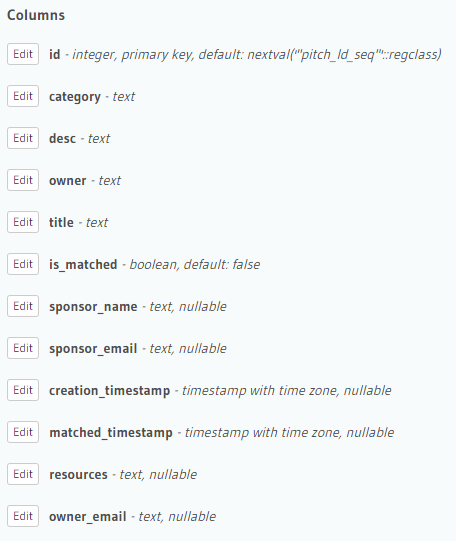 Columns
Edit id - integer, primary key, default: nextval('"pitch_Id_seq"'::regclass)
Edit category - text
Edit desc - text
Edit owner - text
Edit title - text
Edit is_matched - boolean, default: false
Edit sponsor_name - text, nullable
Edit sponsor_email - text, nullable
Edit creation_timestamp - timestamp with time zone, nullable
Edit matched_timestamp - timestamp with time zone, nullable
Edit resources - text, nullable
Edit owner_email - text, nullable